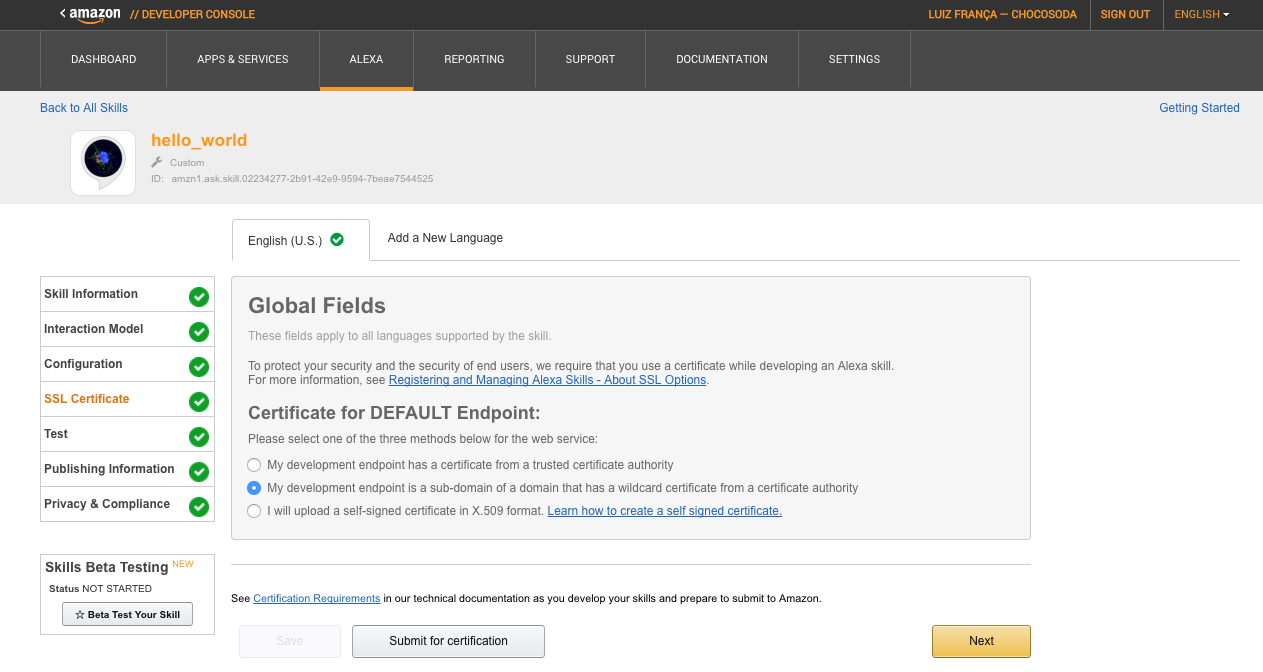 amazon // DEVELOPER CONSOLE
LUIZ FRANÇA — CHOCOSODA
SIGN OUT
ENGLISH
DASHBOARD
APPS & SERVICES
ALEXA
REPORTING
SUPPORT
DOCUMENTATION
SETTINGS
Back to All Skills
Getting Started
hello_world
Custom
ID: amzn1.ask.skill.02234277-2b91-42e9-9594-7beae7544525
English (U.S.)
Add a New Language
Skill Information
Interaction Model
Configuration
SSL Certificate
Test
Publishing Information
Privacy & Compliance
Skills Beta Testing NEW
Status NOT STARTED
Beta Test Your Skill
Global Fields
These fields apply to all languages supported by the skill.
To protect your security and the security of end users, we require that you use a certificate while developing an Alexa skill.
For more information, see Registering and Managing Alexa Skills - About SSL Options.
Certificate for DEFAULT Endpoint:
Please select one of the three methods below for the web service:
My development endpoint has a certificate from a trusted certificate authority
My development endpoint is a sub-domain of a domain that has a wildcard certificate from a certificate authority
I will upload a self-signed certificate in X.509 format. Learn how to create a self signed certificate.
See Certification Requirements in our technical documentation as you develop your skills and prepare to submit to Amazon.
Save
Submit for certification
Next